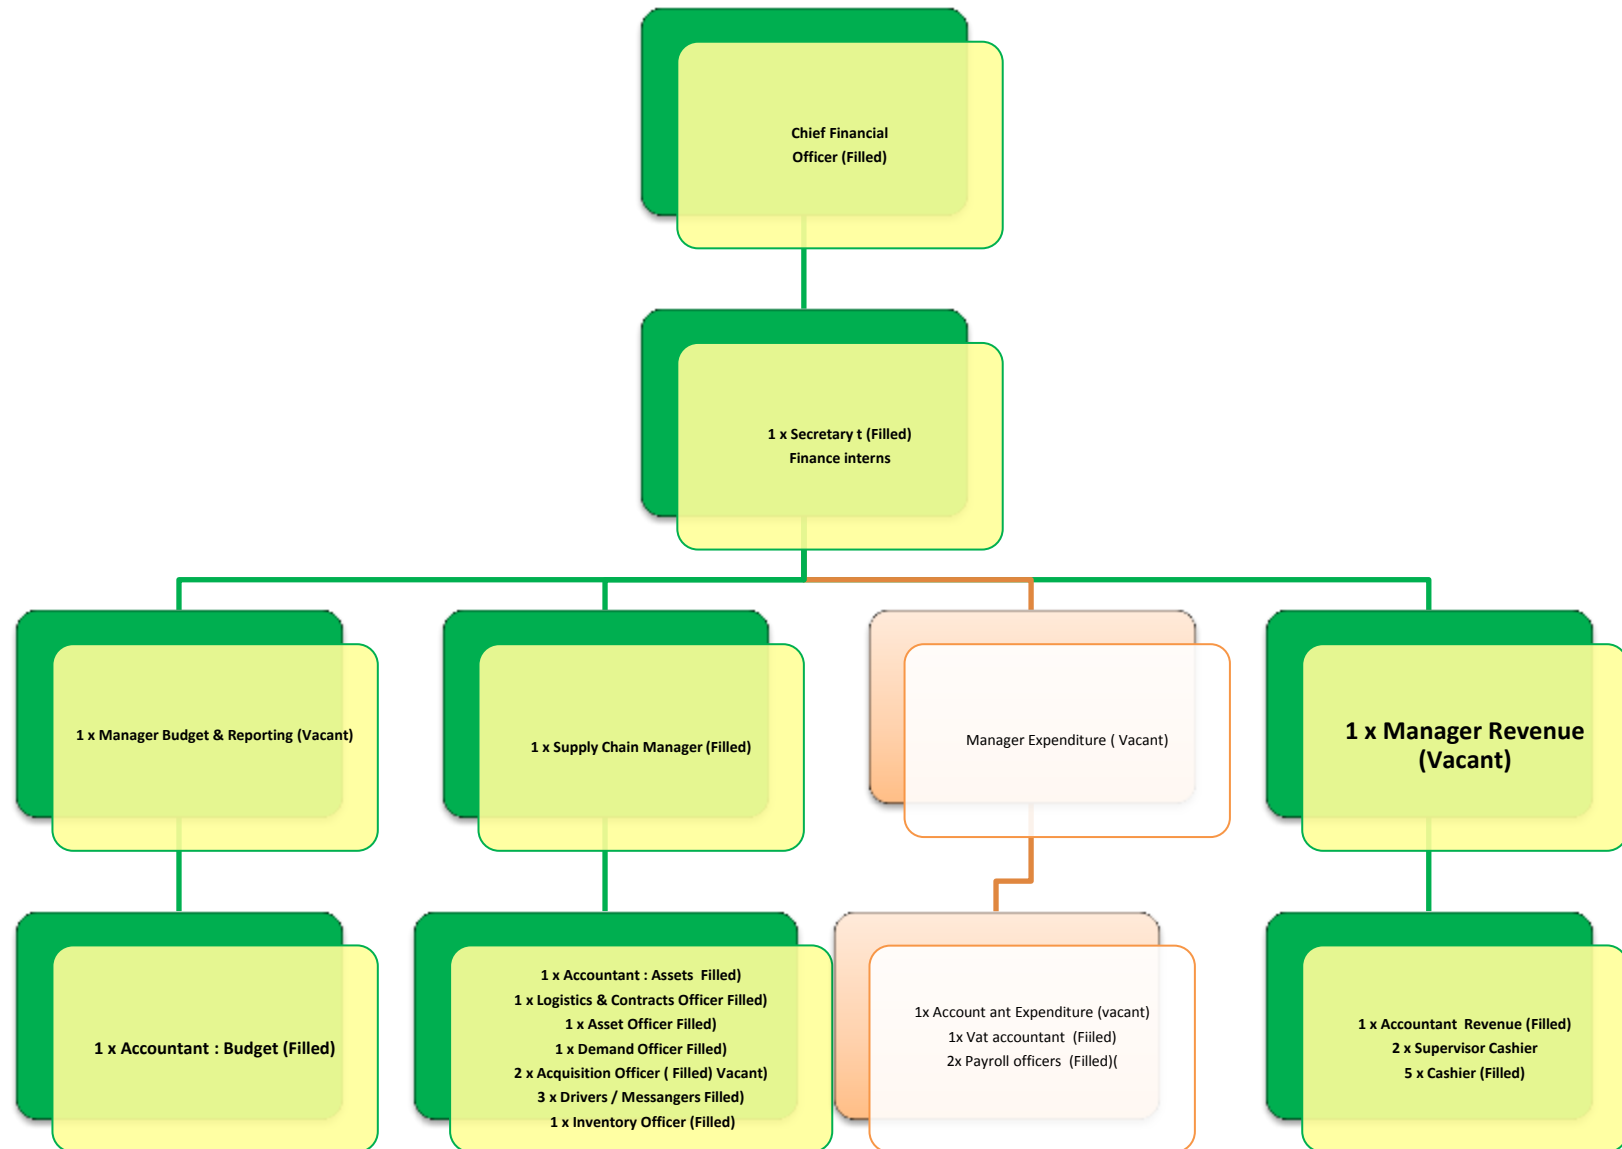 Chief Financial
Officer (Filled)
1 x Secretary t (Filled)
Finance interns
1 x Manager Budget & Reporting (Vacant)
1 x Supply Chain Manager (Filled)
Manager Expenditure ( Vacant)
1 x Manager Revenue
(Vacant)
1 x Accountant : Budget (Filled)
1 x Accountant : Assets  Filled)
1 x Logistics & Contracts Officer Filled)
1 x Asset Officer Filled)
1 x Demand Officer Filled)
2 x Acquisition Officer ( Filled) Vacant)
3 x Drivers / Messangers Filled)
1 x Inventory Officer (Filled)
1x Account ant Expenditure (vacant)
1x Vat accountant  (Fiied)
2x Payroll officers  (Filled)(
1 x Accountant  Revenue (Filled)
2 x Supervisor Cashier
5 x Cashier (Filled)